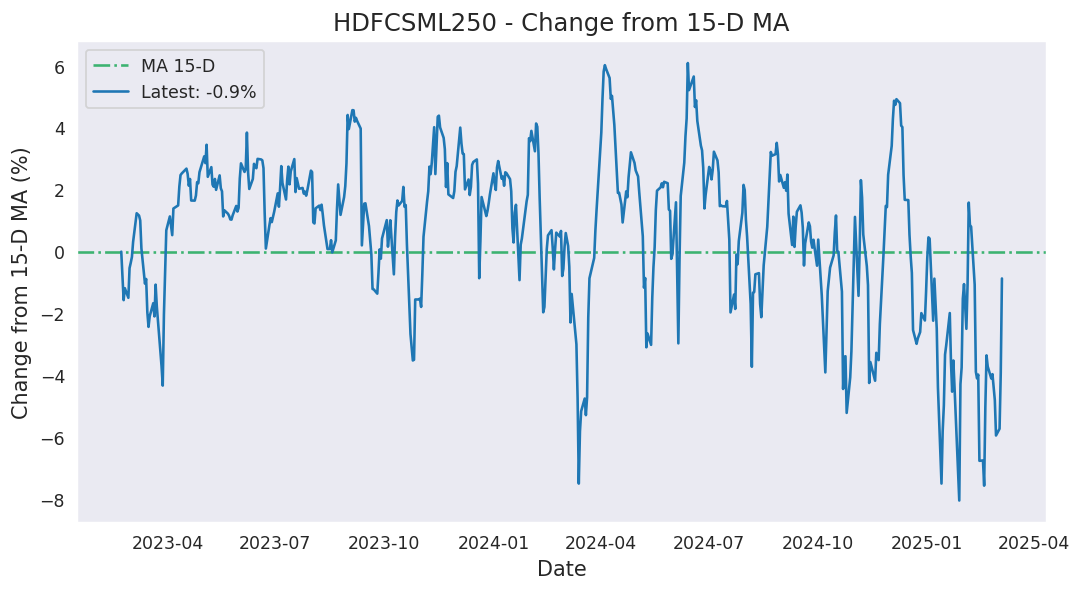 HDFCSML250 - Change from 15-D MA
MA 15-D
Latest: -0.9%
Change from 15-D MA (%)
6
4
2
0
−2
−4
−6
−8
2023-04 2023-07 2023-10 2024-01 2024-04 2024-07 2024-10 2025-01 2025-04
Date